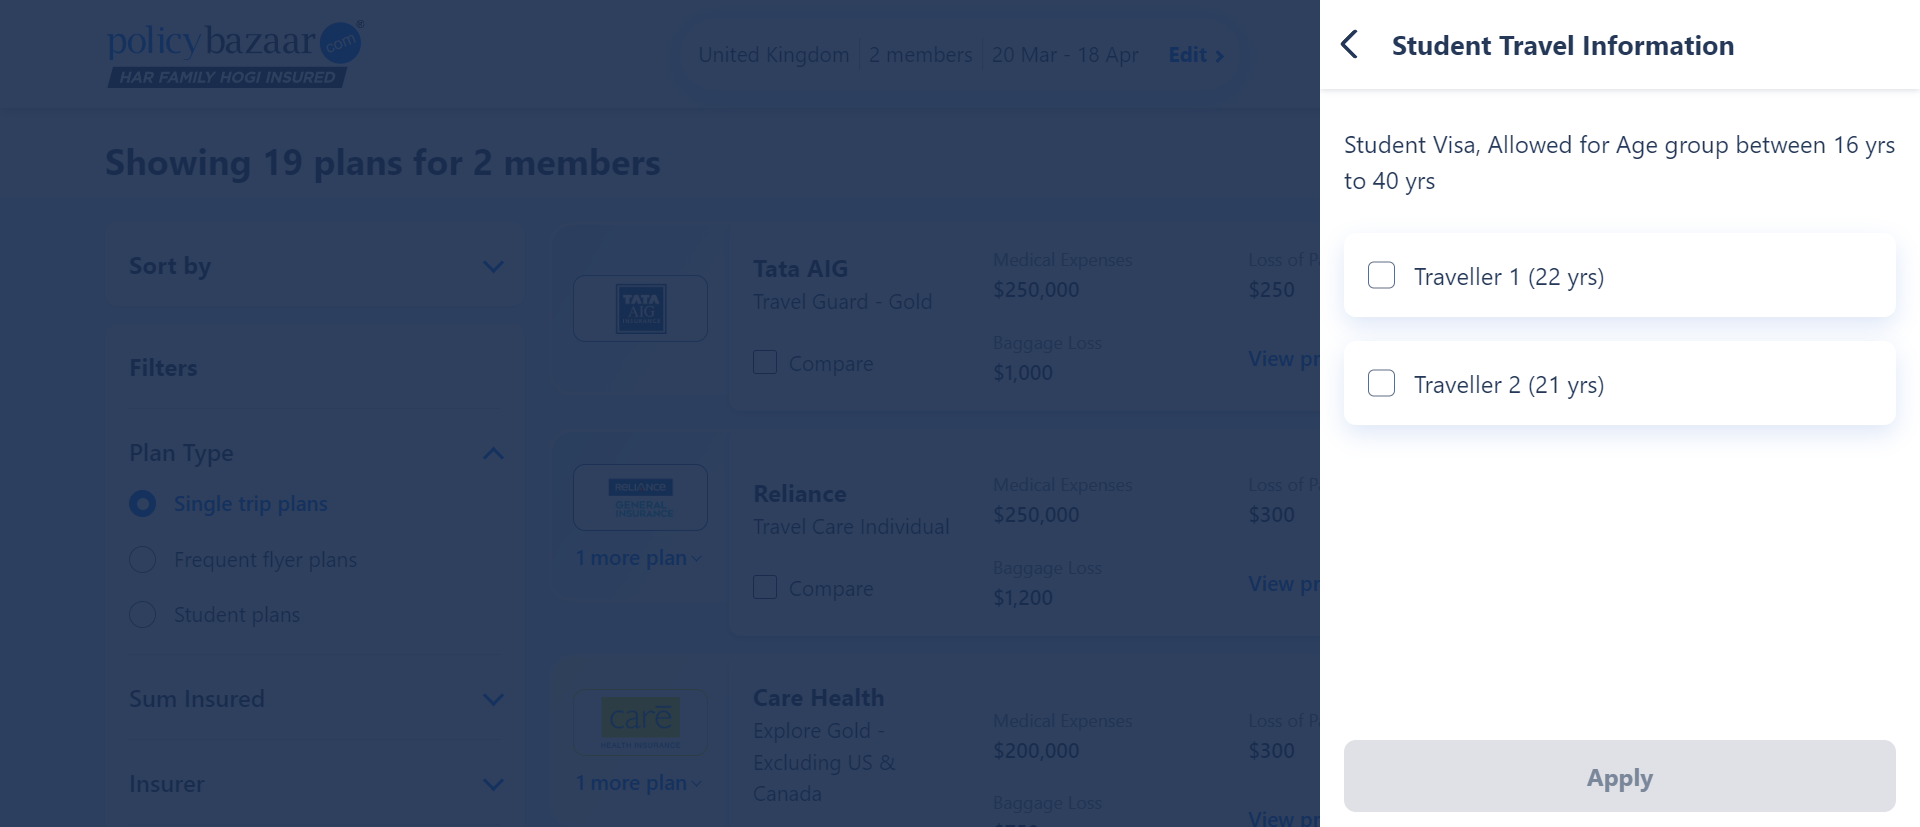 policybazaar.com®
HAR FAMILY HOGI INSURED
United Kingdom 2 members 20 Mar - 18 Apr Edit
Showing 19 plans for 2 members
Sort by
Filters
Plan Type
Single trip plans
Frequent flyer plans
Student plans
Sum Insured
Insurer
TATA
AIG
INSURANCE
Tata AIG
Travel Guard - Gold
Compare
Medical Expenses
$250,000
Baggage Loss
$1,000
Loss of P
$250
View pr
RELIANCE
GENERAL
INSURANCE
1 more plan
Reliance
Travel Care Individual
Compare
Medical Expenses
$250,000
Baggage Loss
$1,200
Loss of P
$300
View pr
care
HEALTH INSURANCE
1 more plan
Care Health
Explore Gold -
Excluding US &
Canada
Medical Expenses
$200,000
Baggage Loss
Loss of P
$300
View pr
Student Travel Information
Student Visa, Allowed for Age group between 16 yrs
to 40 yrs
Traveller 1 (22 yrs)
Traveller 2 (21 yrs)
Apply